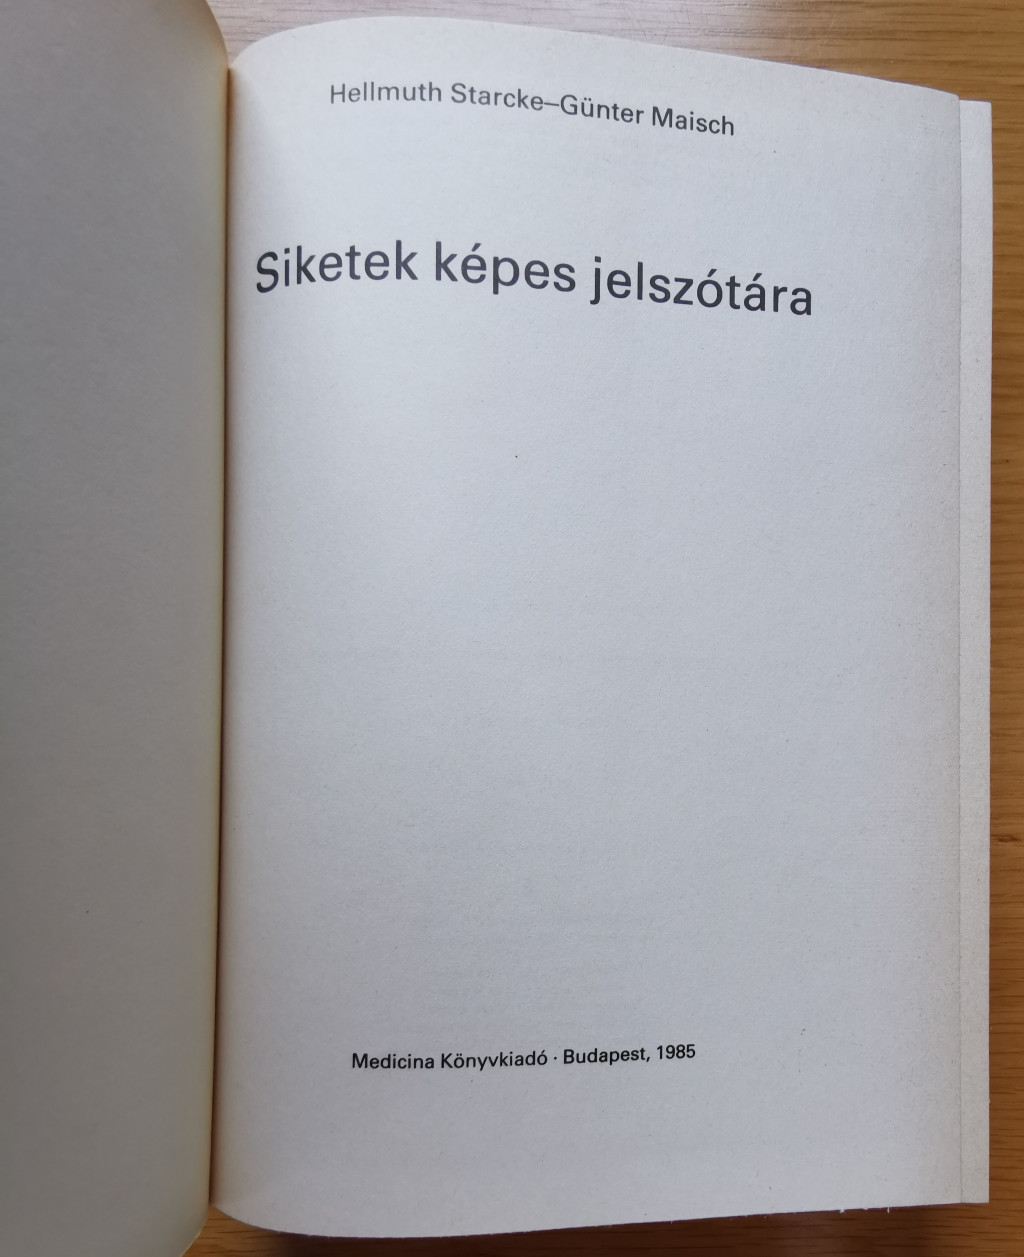 Hellmuth Starcke–Günter Maisch
Siketek képes jelszótára
Medicina Könyvkiadó · Budapest, 1985